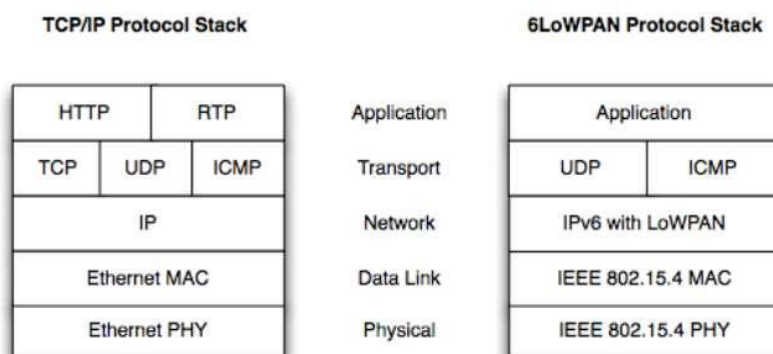 TCP/IP Protocol Stack 6LoWPAN Protocol Stack
HTTP RTP Application Application
TCP UDP ICMP Transport UDP ICMP
IP Network IPv6 with LoWPAN
Ethernet MAC Data Link IEEE 802.15.4 MAC
Ethernet PHY Physical IEEE 802.15.4 PHY